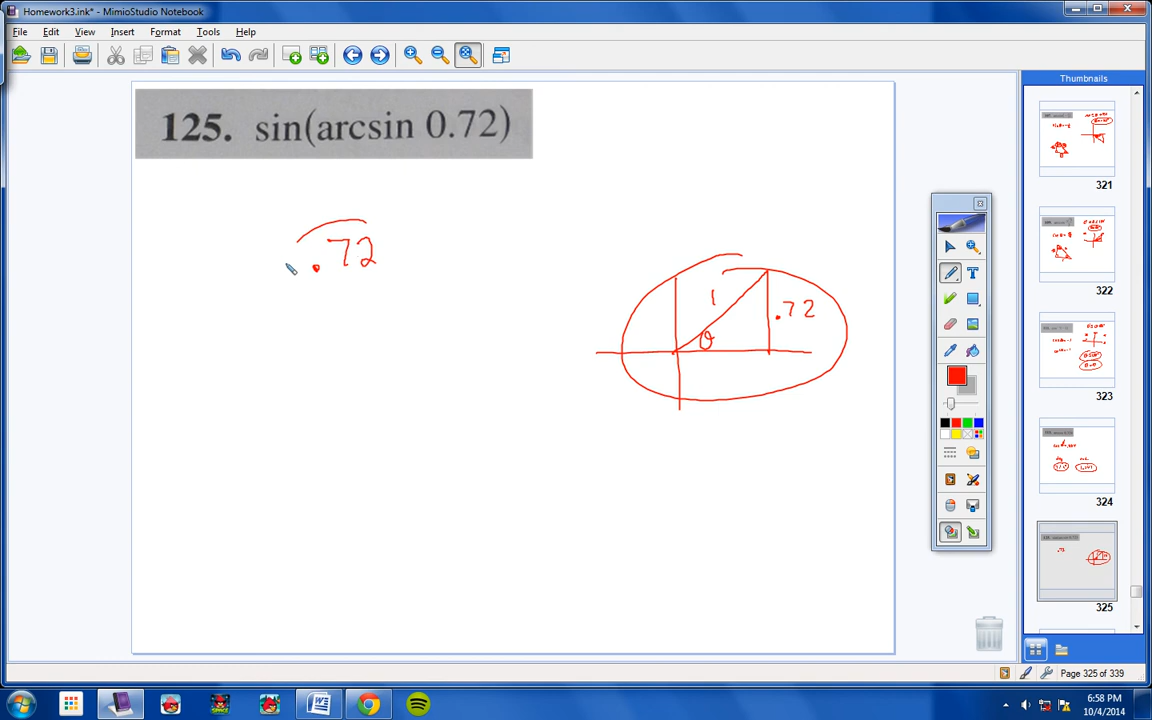 Homework3.ink* - MimioStudio Notebook
File Edit View Insert Format Tools Help
Thumbnails
125. sin(arcsin 0.72)
.72
1
.72
θ
T
321
322
323
324
325
Page 325 of 339
W
6:58 PM
10/4/2014